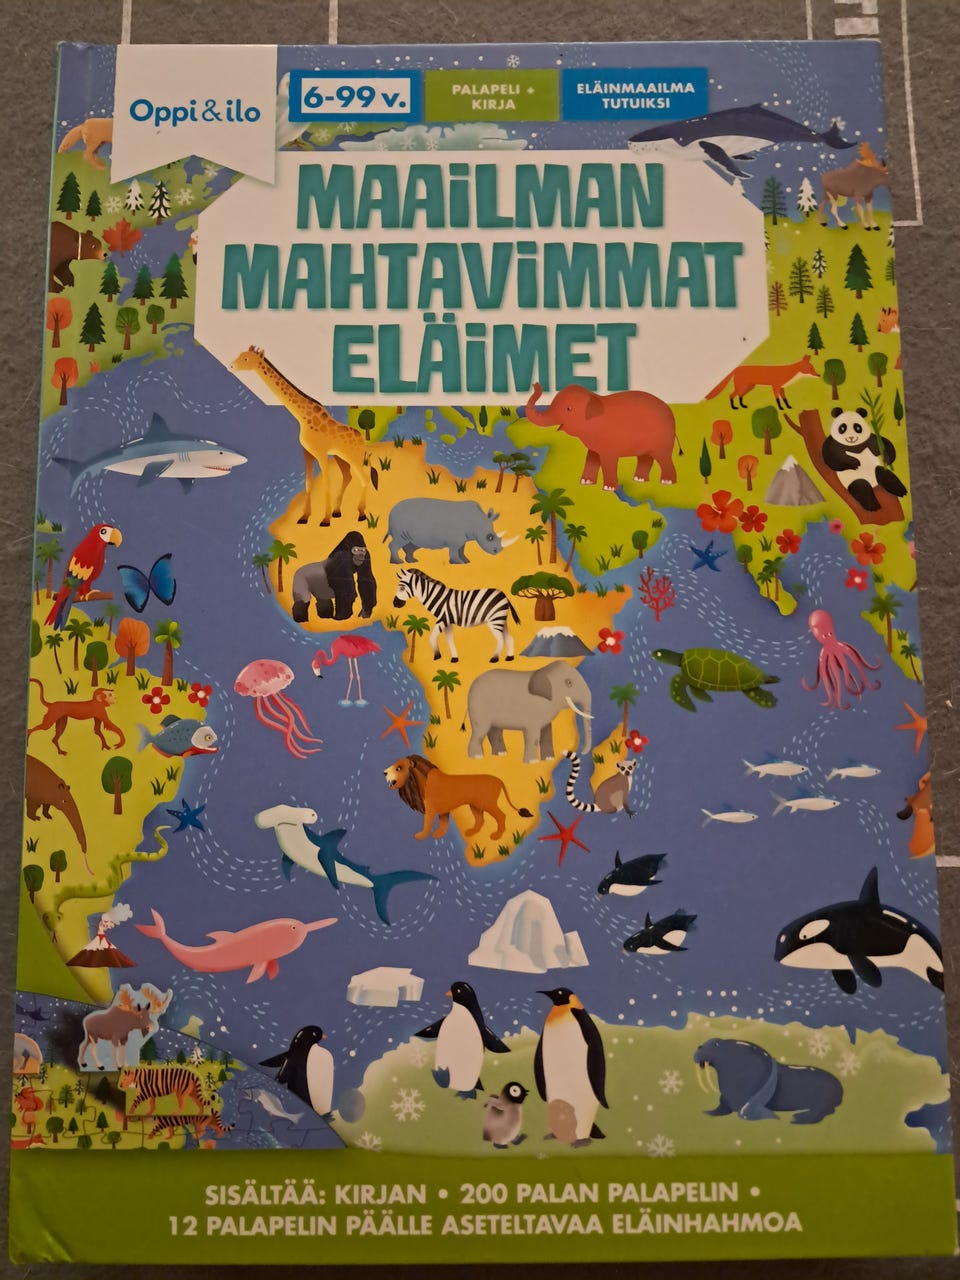 Oppi&ilo
6-99 v.
PALAPELI +
KIRJA
ELÄINMAAILMA
TUTUIKSI
MAAiLMAN
MAHTAViMMAT
ELÄiMET
SISÄLTÄÄ: KIRJAN • 200 PALAN PALAPELIN •
12 PALAPELIN PÄÄLLE ASETELTAVAA ELÄINHAHMOA